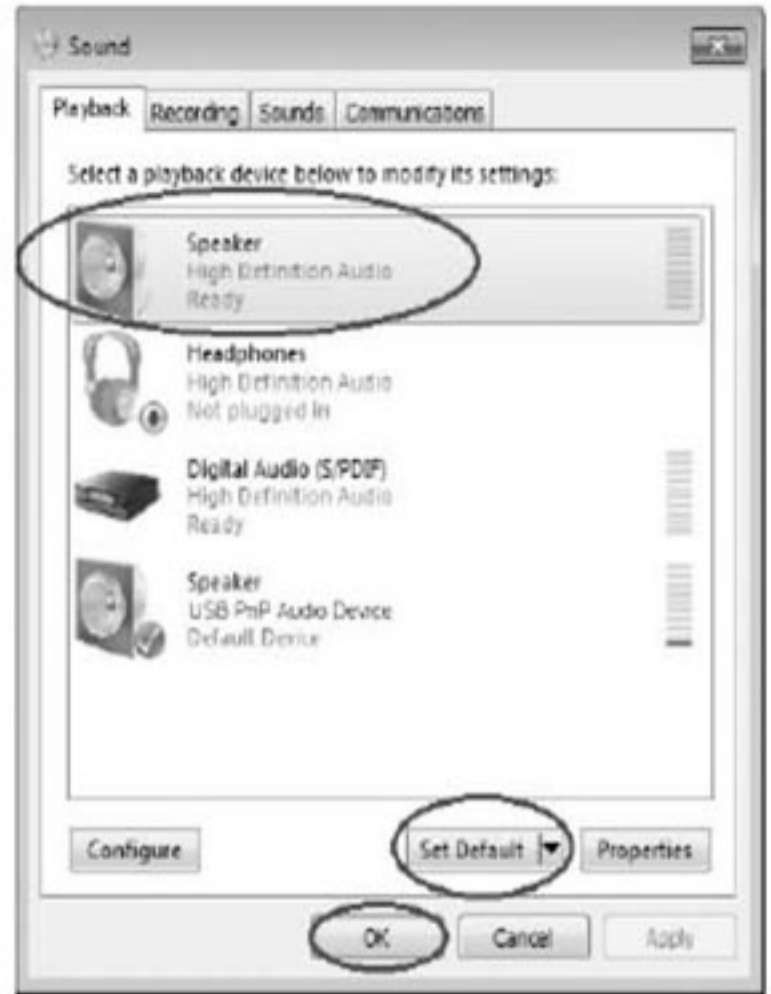 Sound
Playback Recording Sounds Communications
Select a playback device below to modify its settings:
Speaker
High Definition Audio
Ready
Headphones
High Definition Audio
Not plugged in
Digital Audio (S/PDIF)
High Definition Audio
Ready
Speaker
USB PnP Audio Device
Default Device
Configure Set Default Properties
OK Cancel Apply